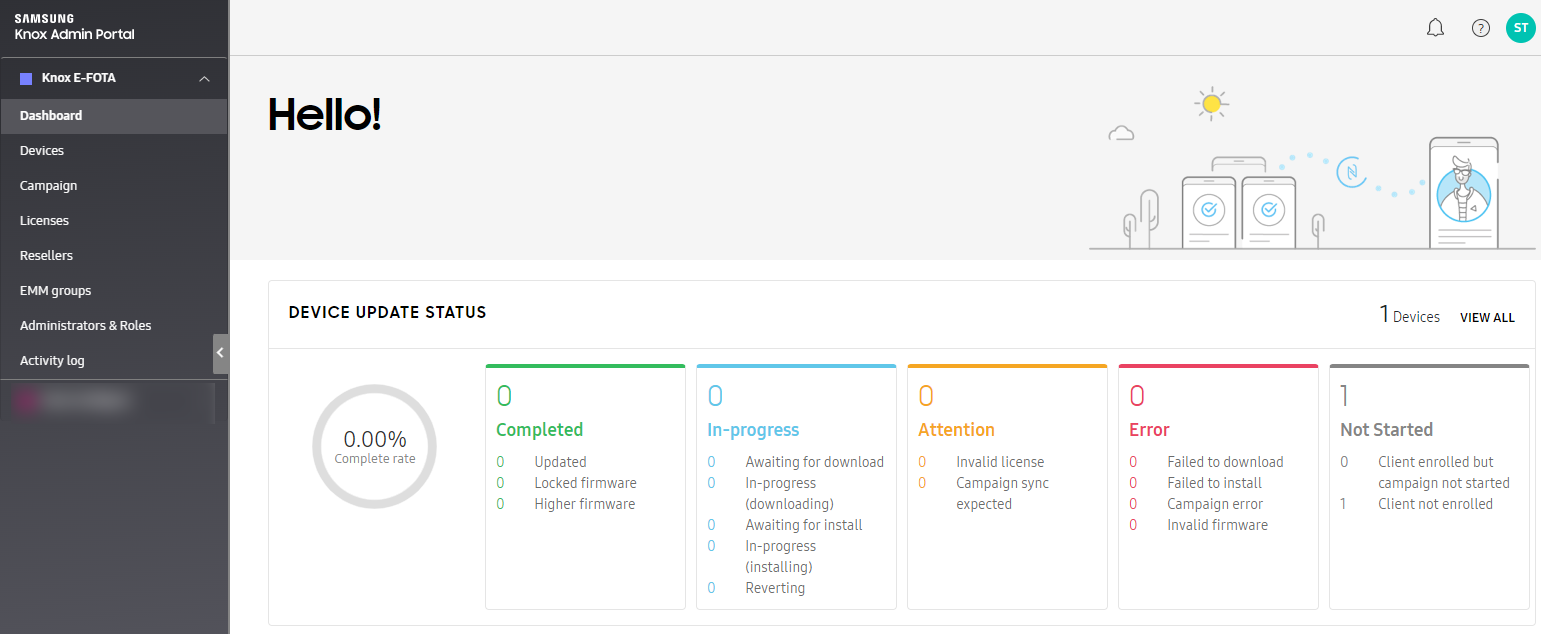 SAMSUNG
Knox Admin Portal
Knox E-FOTA
Dashboard
Devices
Campaign
Licenses
Resellers
EMM groups
Administrators & Roles
Activity log
?
ST
Hello!
N
DEVICE UPDATE STATUS
1 Devices
VIEW ALL
0.00%
Complete rate
0
Completed
0 Updated
0 Locked firmware
0 Higher firmware
0
In-progress
0 Awaiting for download
0 In-progress
(downloading)
0 Awaiting for install
0 In-progress
(installing)
0 Reverting
0
Attention
0 Invalid license
0 Campaign sync
expected
0
Error
0 Failed to download
0 Failed to install
0 Campaign error
0 Invalid firmware
1
Not Started
0 Client enrolled but
campaign not started
1 Client not enrolled